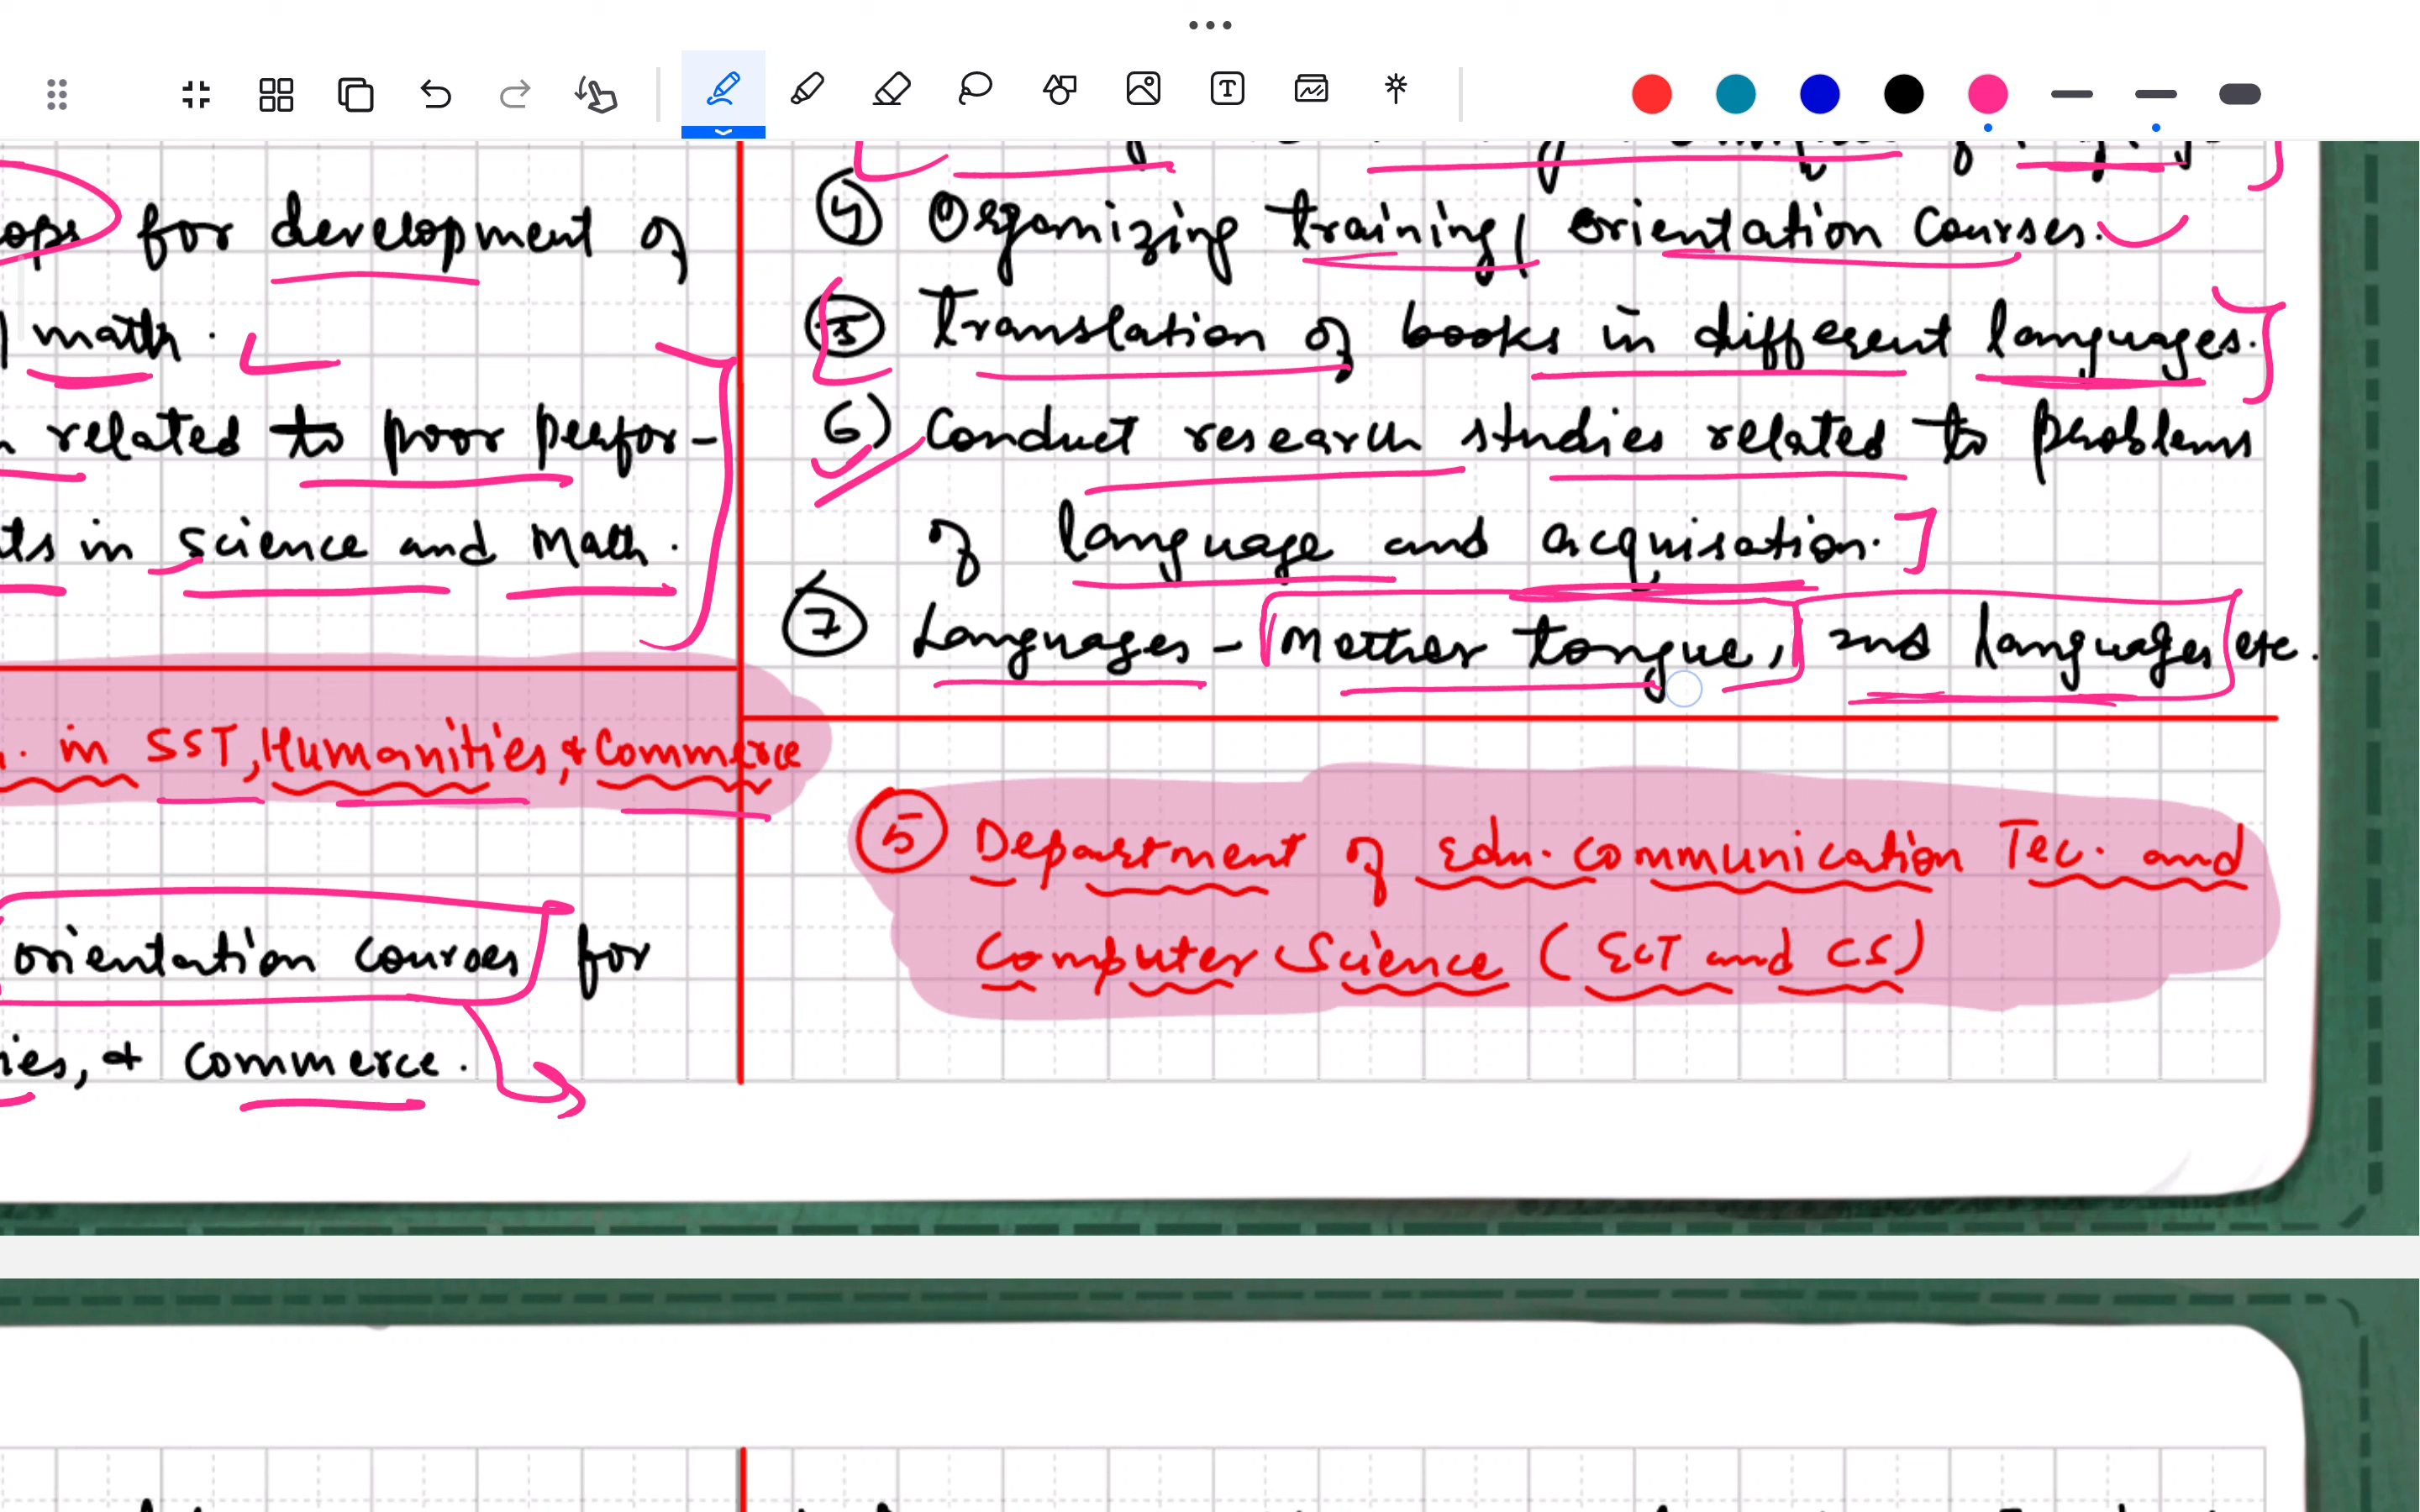 ops for development of
math.
related to poor perfor-
ts in science and Math.
. in SST, Humanities, & Commerce
orientation courses for
ies, & Commerce.
④ Organizing training/ orientation Courses.
⑤ Translation of books in different languages.
6) Conduct research studies related to problems
of language and acquisation.
⑦ Languages - Mother tongue, 2nd languages etc.
⑤ Department of Edu. Communication Tec. and
Computer Science (ECT and CS)